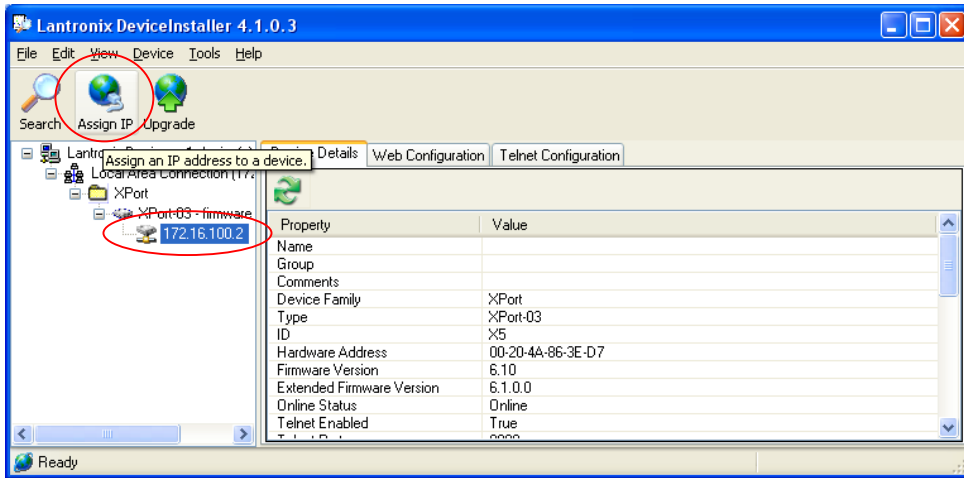 Lantronix DeviceInstaller 4.1.0.3
File Edit View Device Tools Help
Search Assign IP Upgrade
Assign an IP address to a device.
Details Web Configuration Telnet Configuration
Local Area Connection (17
XPort
XPort-03 - firmware
172.16.100.2
Property Value
Name
Group
Comments
Device Family XPort
Type XPort-03
ID X5
Hardware Address 00-20-4A-86-3E-D7
Firmware Version 6.10
Extended Firmware Version 6.1.0.0
Online Status Online
Telnet Enabled True
Ready